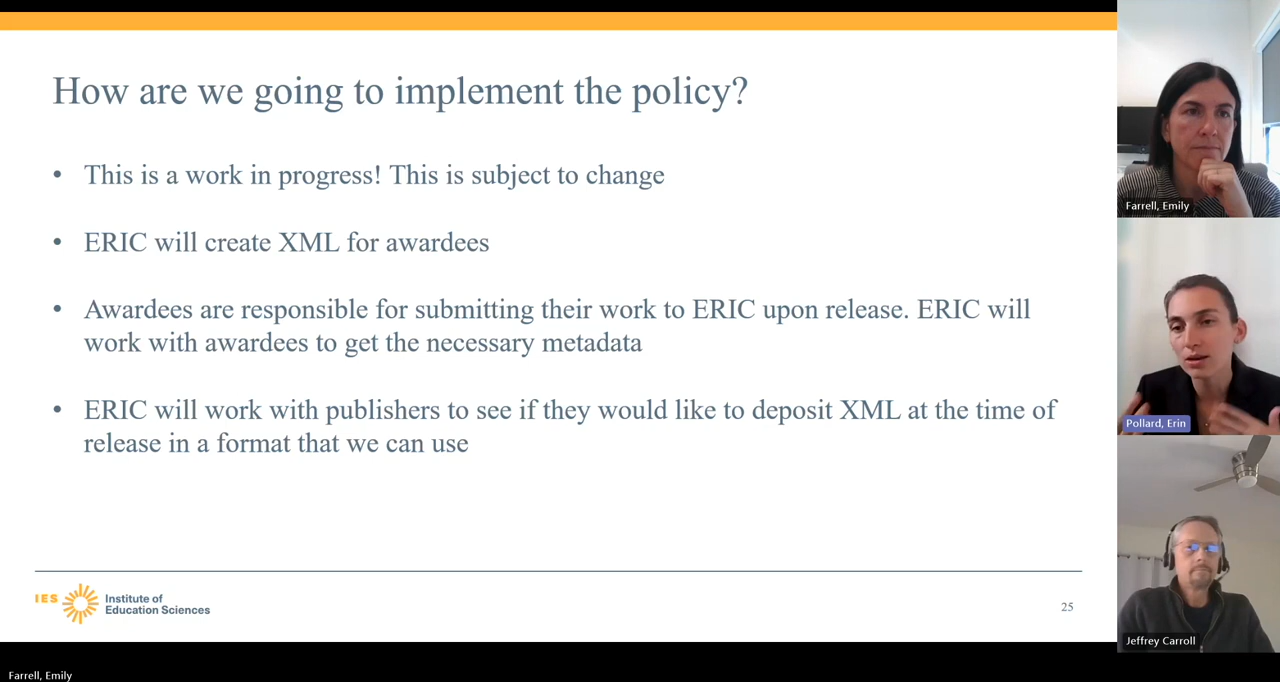 How are we going to implement the policy?
• This is a work in progress! This is subject to change
• ERIC will create XML for awardees
• Awardees are responsible for submitting their work to ERIC upon release. ERIC will
work with awardees to get the necessary metadata
• ERIC will work with publishers to see if they would like to deposit XML at the time of
release in a format that we can use
IES
Institute of
Education Sciences
25
Farrell, Emily
Pollard, Erin
Jeffrey Carroll
Farrell, Emily